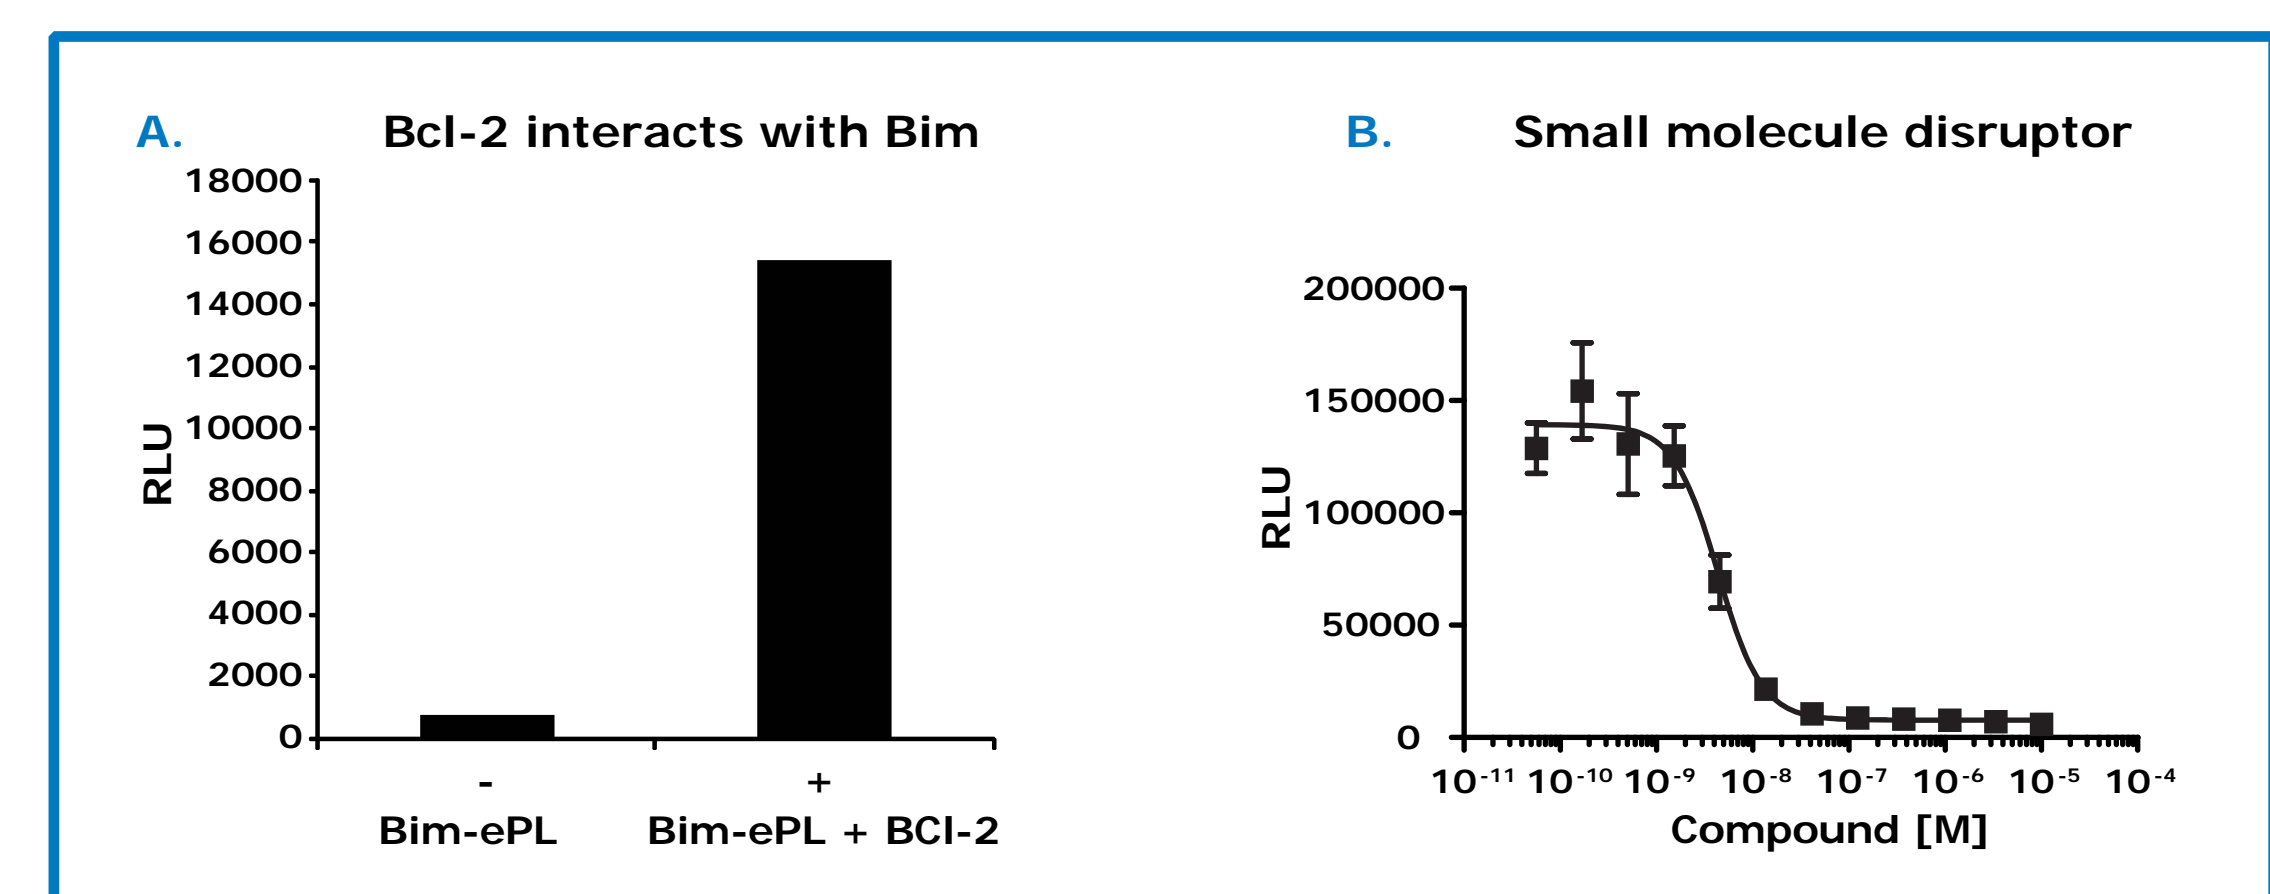 A. Bcl-2 interacts with Bim
18000
16000
14000
12000
10000
8000
6000
4000
2000
0
RLU
- +
Bim-ePL Bim-ePL + BCl-2
B. Small molecule disruptor
200000
150000
100000
50000
0
RLU
10⁻¹¹ 10⁻¹⁰ 10⁻⁹ 10⁻⁸ 10⁻⁷ 10⁻⁶ 10⁻⁵ 10⁻⁴
Compound [M]